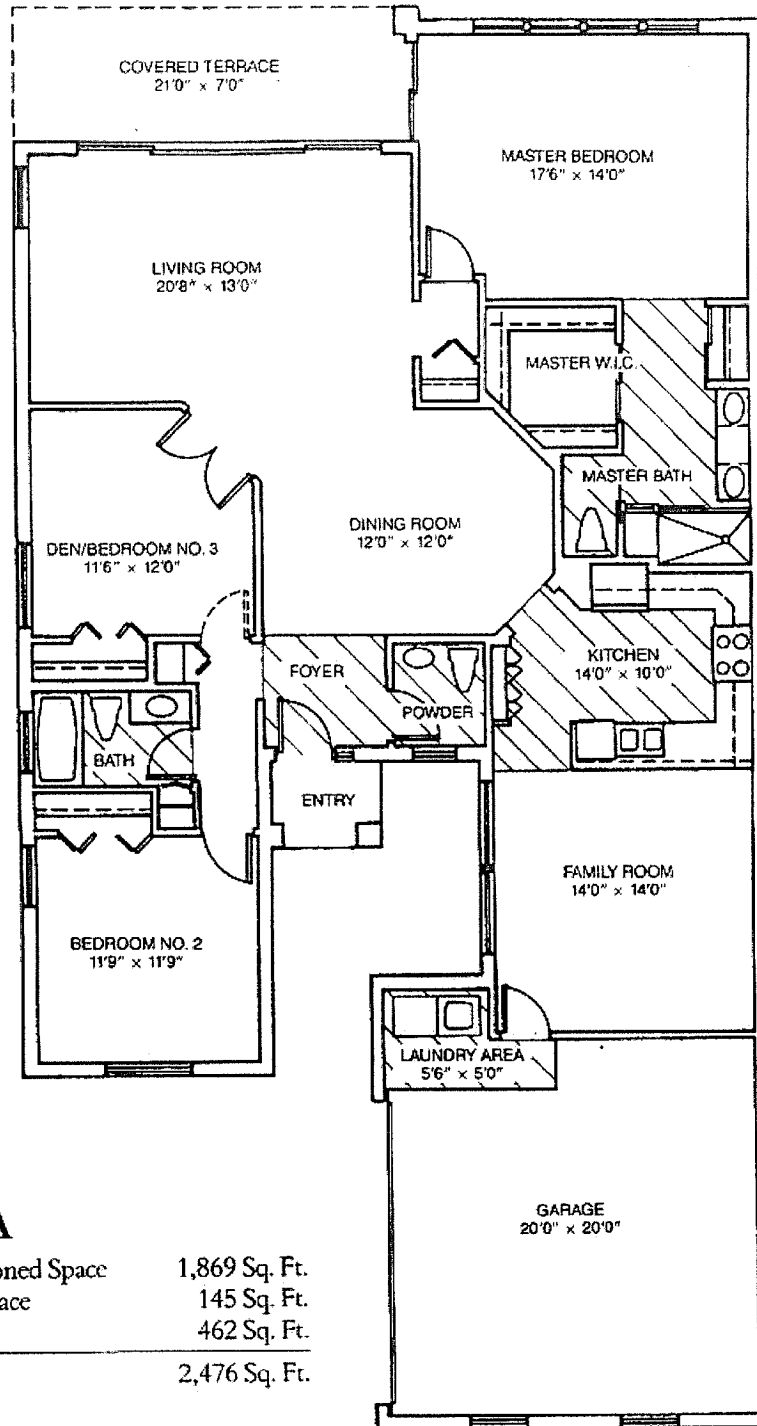 COVERED TERRACE
21'0" × 7'0"
MASTER BEDROOM
17'6" × 14'0"
LIVING ROOM
20'8" × 13'0"
MASTER W.I.C.
MASTER BATH
DINING ROOM
12'0" × 12'0"
DEN/BEDROOM NO. 3
11'6" × 12'0"
FOYER
KITCHEN
14'0" × 10'0"
POWDER
BATH
ENTRY
FAMILY ROOM
14'0" × 14'0"
BEDROOM NO. 2
11'9" × 11'9"
LAUNDRY AREA
5'6" × 5'0"
GARAGE
20'0" × 20'0"
A
oned Space 1,869 Sq. Ft.
ace 145 Sq. Ft.
462 Sq. Ft.
2,476 Sq. Ft.